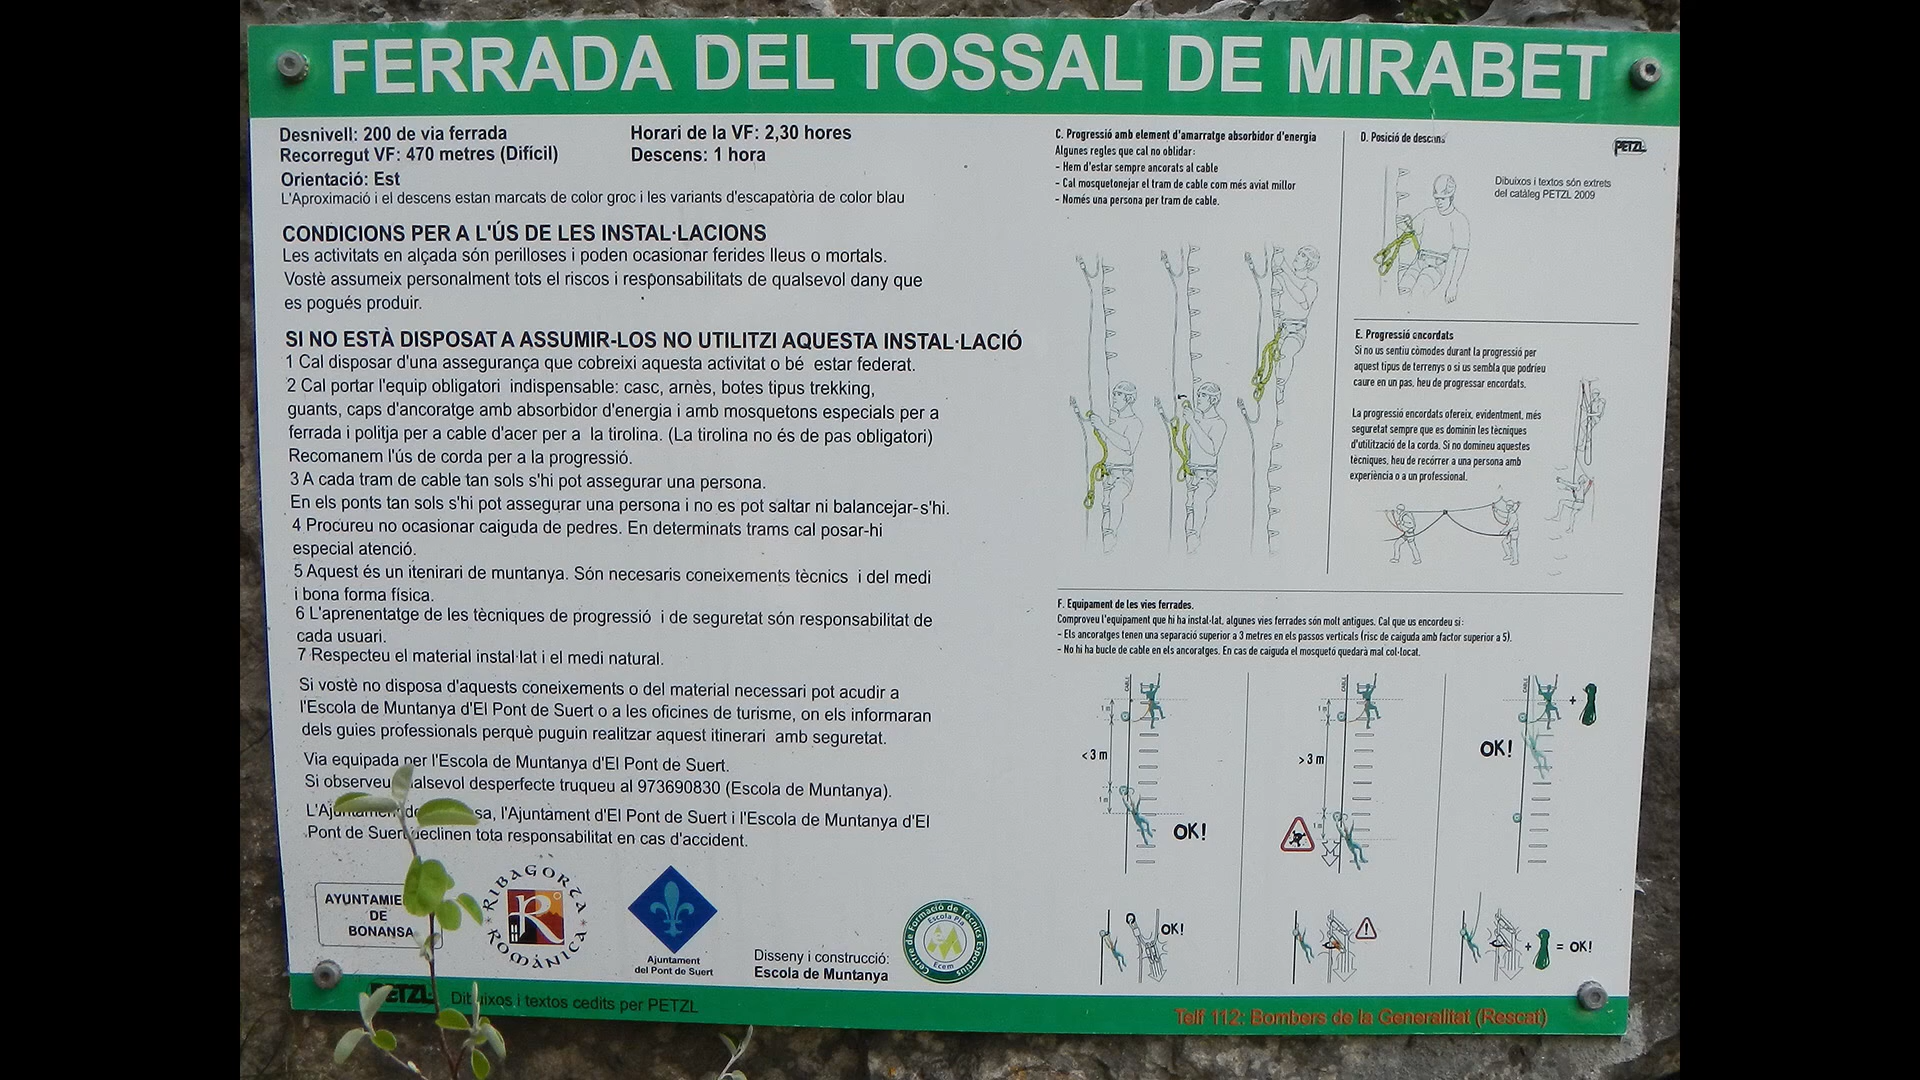 FERRADA DEL TOSSAL DE MIRABET
Desnivell: 200 de via ferrada
Recorregut VF: 470 metres (Difícil)
Horari de la VF: 2,30 hores
Descens: 1 hora
Orientació: Est
L'Aproximació i el descens estan marcats de color groc i les variants d'escapatòria de color blau
CONDICIONS PER A L'ÚS DE LES INSTAL·LACIONS
Les activitats en alçada són perilloses i poden ocasionar ferides lleus o mortals.
Vostè assumeix personalment tots el riscos i responsabilitats de qualsevol dany que
es pogués produir.
SI NO ESTÀ DISPOSAT A ASSUMIR-LOS NO UTILITZI AQUESTA INSTAL·LACIÓ
1 Cal disposar d'una assegurança que cobreixi aquesta activitat o bé estar federat.
2 Cal portar l'equip obligatori indispensable: casc, arnès, botes tipus trekking,
guants, caps d'ancoratge amb absorbidor d'energia i amb mosquetons especials per a
ferrada i politja per a cable d'acer per a la tirolina. (La tirolina no és de pas obligatori)
Recomanem l'ús de corda per a la progressió.
3 A cada tram de cable tan sols s'hi pot assegurar una persona.
En els ponts tan sols s'hi pot assegurar una persona i no es pot saltar ni balancejar-s'hi.
4 Procureu no ocasionar caiguda de pedres. En determinats trams cal posar-hi
especial atenció.
5 Aquest és un itenirari de muntanya. Són necesaris coneixements tècnics i del medi
i bona forma física.
6 L'aprenentatge de les tècniques de progressió i de seguretat són responsabilitat de
cada usuari.
7 Respecteu el material instal·lat i el medi natural.
Si vostè no disposa d'aquests coneixements o del material necessari pot acudir a
l'Escola de Muntanya d'El Pont de Suert o a les oficines de turisme, on els informaran
dels guies professionals perquè puguin realitzar aquest itinerari amb seguretat.
Via equipada per l'Escola de Muntanya d'El Pont de Suert.
Si observeu desperfecte truqueu al 973690830 (Escola de Muntanya).
l'Ajuntament d'El Pont de Suert i l'Escola de Muntanya d'El
Pont de Suert declinen tota responsabilitat en cas d'accident.
AYUNTAMIE
DE
BONANSA
RIBAGORZA
R
ROMÀNICA
Ajuntament
del Pont de Suert
Disseny i construcció:
Escola de Muntanya
Centre de Formació de Tècnics Esportius
Escola Pia
Ecem
PETZL Dibuixos i textos cedits per PETZL
C. Progressió amb element d'amarratge absorbidor d'energia
Algunes regles que cal no oblidar:
- Hem d'estar sempre ancorats al cable
- Cal mosquetonejar el tram de cable com més aviat millor
- Només una persona per tram de cable.
D. Posició de descans
PETZL
Dibuixos i textos són extrets
del catàleg PETZL 2009
E. Progressió encordats
Si no us sentiu còmodes durant la progressió per
aquest tipus de terrenys o si us sembla que podríeu
caure en un pas, heu de progressar encordats.
La progressió encordats ofereix, evidentment, més
seguretat sempre que es dominin les tècniques
d'utilització de la corda. Si no domineu aquestes
tècniques, heu de recórrer a una persona amb
experiència o a un professional.
F. Equipament de les vies ferrades.
Comproveu l'equipament que hi ha instal·lat, algunes vies ferrades són molt antigues. Cal que us encordeu si:
- Els ancoratges tenen una separació superior a 3 metres en els passos verticals (risc de caiguda amb factor superior a 5).
- No hi ha bucle de cable en els ancoratges. En cas de caiguda el mosquetó quedarà mal col·locat.
CABLE
1 m
< 3 m
1 m
OK!
CABLE
1 m
> 3 m
1 m
CABLE
+
OK!
OK!
!
+ = OK!
Telf 112: Bombers de la Generalitat (Rescat)